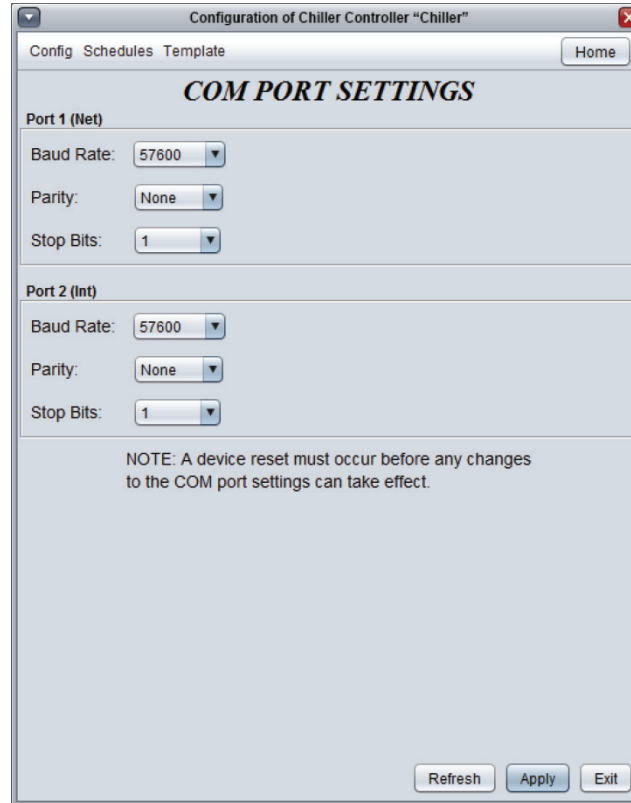 Configuration of Chiller Controller “Chiller”
Config Schedules Template Home
COM PORT SETTINGS
Port 1 (Net)
Baud Rate: 57600
Parity: None
Stop Bits: 1
Port 2 (Int)
Baud Rate: 57600
Parity: None
Stop Bits: 1
NOTE: A device reset must occur before any changes
to the COM port settings can take effect.
Refresh Apply Exit